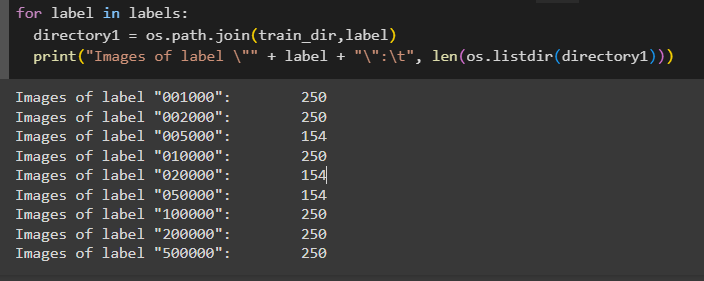 for label in labels:
  directory1 = os.path.join(train_dir,label)
  print("Images of label \"" + label + "\":\t", len(os.listdir(directory1)))
Images of label "001000":	250
Images of label "002000":	250
Images of label "005000":	154
Images of label "010000":	250
Images of label "020000":	154
Images of label "050000":	154
Images of label "100000":	250
Images of label "200000":	250
Images of label "500000":	250